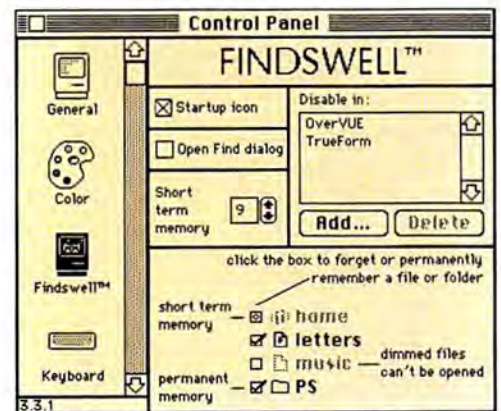 Control Panel
FINDSWELL™
General
Color
Findswell™
Keyboard
3.3.1
Startup icon
Open Find dialog
Short
term
memory
9
Disable in:
OverVUE
TrueForm
Add...
Delete
click the box to forget or permanently
remember a file or folder
short term
memory
home
letters
music
dimmed files
can't be opened
permanent
memory
PS